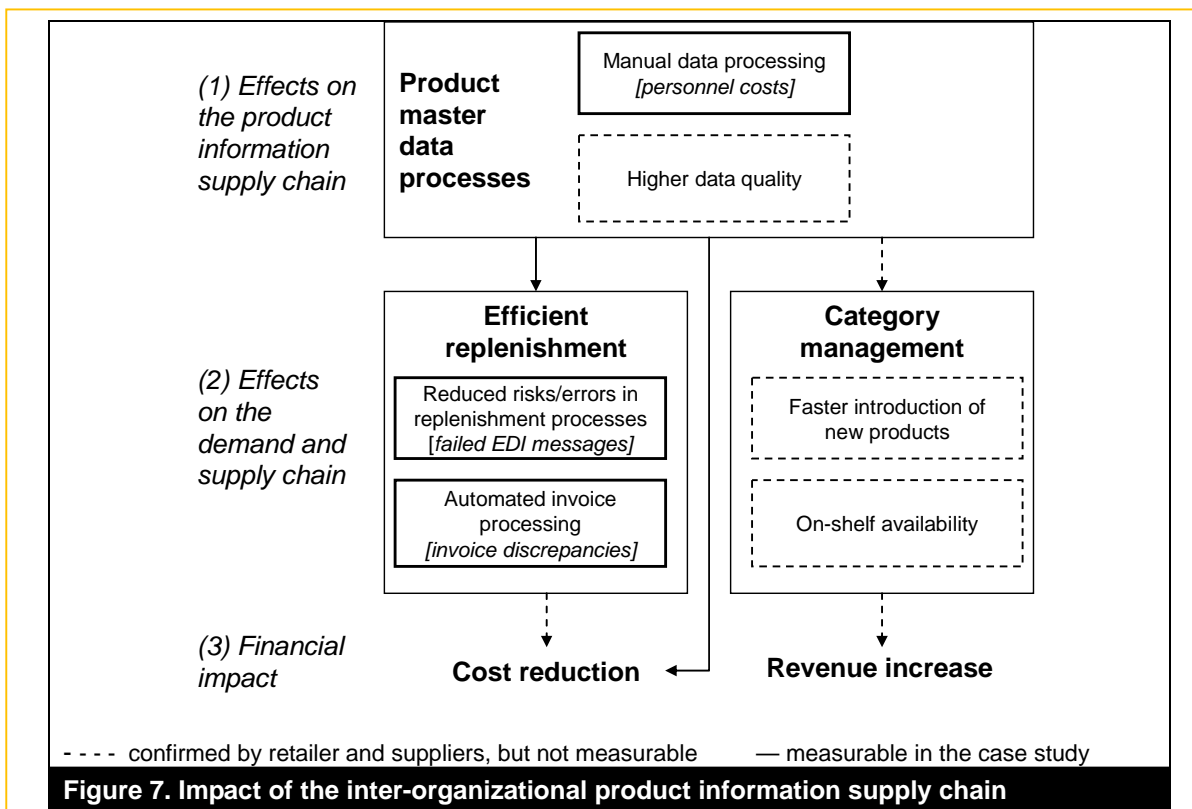 (1) Effects on
the product
information
supply chain
Product
master
data
processes
Manual data processing
[personnel costs]
Higher data quality
(2) Effects
on the
demand and
supply chain
Efficient
replenishment
Reduced risks/errors in
replenishment processes
[failed EDI messages]
Automated invoice
processing
[invoice discrepancies]
Category
management
Faster introduction of
new products
On-shelf availability
(3) Financial
impact
Cost reduction
Revenue increase
- - - - confirmed by retailer and suppliers, but not measurable — measurable in the case study
Figure 7. Impact of the inter-organizational product information supply chain